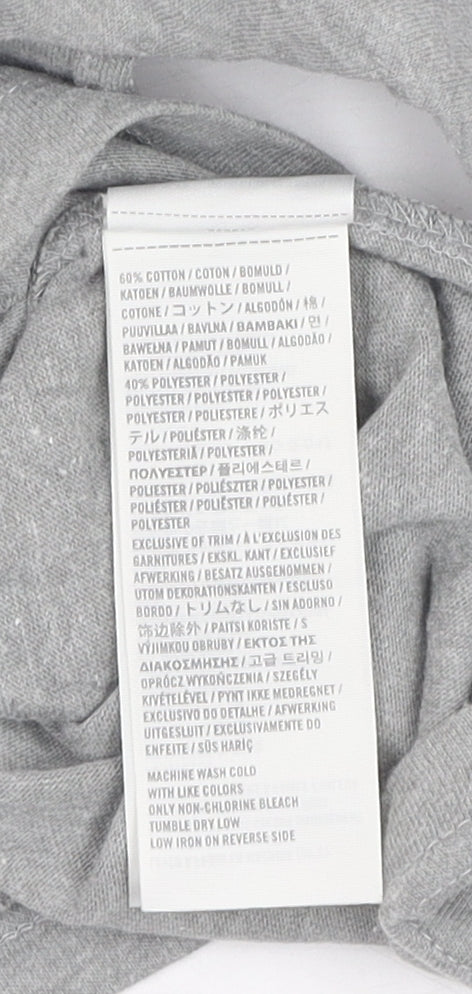 60% COTTON / COTON / BOMULD /
KATOEN / BAUMWOLLE / BOMULL /
COTONE / コットン / ALGODÓN / 棉 /
PUUVILLAA / BAVLNA / ΒΑΜΒΑΚΙ / 면 /
BAWEŁNA / PAMUT / BOMULL / ALGODÃO /
KATOEN / ALGODÃO / PAMUK
40% POLYESTER / POLYESTER /
POLYESTER / POLYESTER / POLYESTER /
POLYESTER / POLIESTERE / ポリエス
テル / POLIÉSTER / 涤纶 /
POLYESTERIÄ / POLYESTER /
ΠΟΛΥΕΣΤΕΡ / 폴리에스테르 /
POLIESTER / POLIÉSZTER / POLYESTER /
POLIÉSTER / POLIËSTER / POLIÉSTER /
POLYESTER
EXCLUSIVE OF TRIM / À L'EXCLUSION DES
GARNITURES / EKSKL. KANT / EXCLUSIEF
AFWERKING / BESATZ AUSGENOMMEN /
UTOM DEKORATIONSKANTEN / ESCLUSO
BORDO / トリムなし / SIN ADORNO /
饰边除外 / PAITSI KORISTE / S
VÝJIMKOU OBRUBY / ΕΚΤΟΣ ΤΗΣ
ΔΙΑΚΟΣΜΗΣΗΣ / 고급 트리밍 /
OPRÓCZ WYKOŃCZENIA / SZEGÉLY
KIVÉTELÉVEL / PYNT IKKE MEDREGNET /
EXCLUSIVO DO DETALHE / AFWERKING
UITGESLUIT / EXCLUSIVAMENTE DO
ENFEITE / SÜS HARİÇ
MACHINE WASH COLD
WITH LIKE COLORS
ONLY NON-CHLORINE BLEACH
TUMBLE DRY LOW
LOW IRON ON REVERSE SIDE